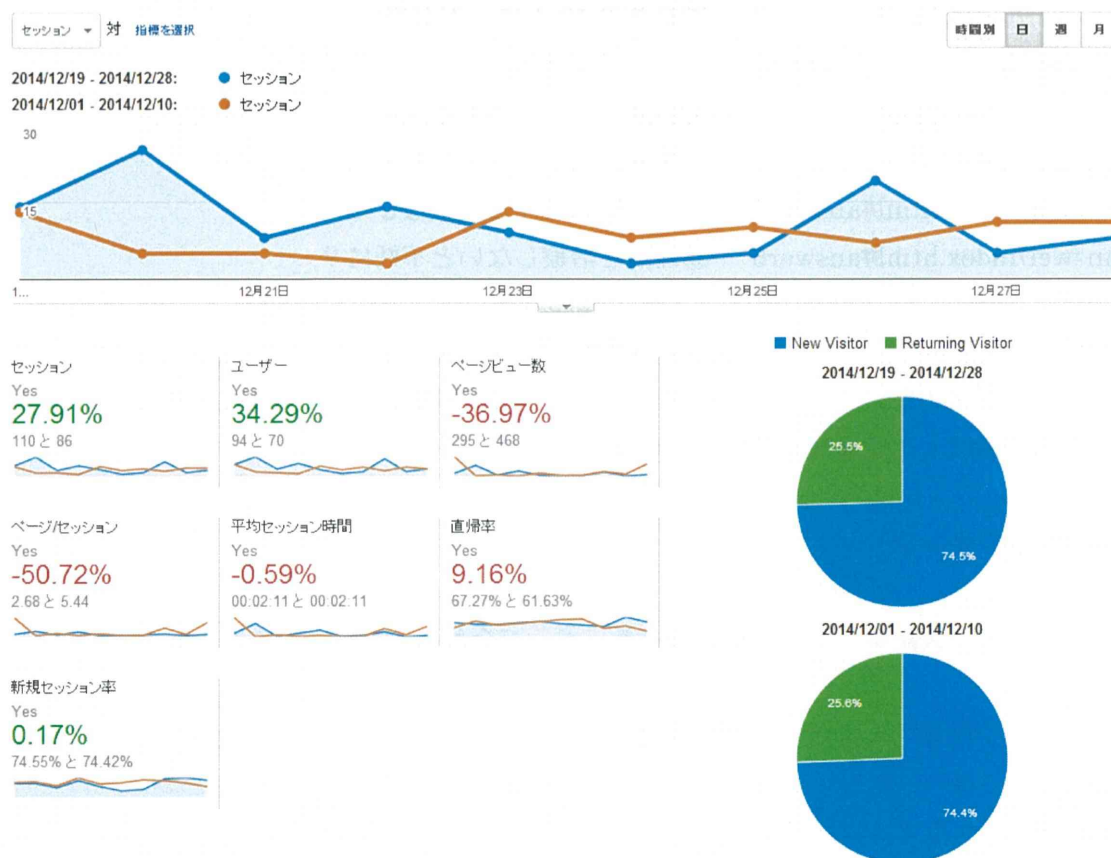 セッション 対 指標を選択
時間別 日 週 月
2014/12/19 - 2014/12/28: セッション
2014/12/01 - 2014/12/10: セッション
30
15
1... 12月21日 12月23日 12月25日 12月27日
New Visitor Returning Visitor
2014/12/19 - 2014/12/28
25.5%
74.5%
2014/12/01 - 2014/12/10
25.6%
74.4%
セッション
Yes
27.91%
110 と 86
ユーザー
Yes
34.29%
94 と 70
ページビュー数
Yes
-36.97%
295 と 468
ページ/セッション
Yes
-50.72%
2.68 と 5.44
平均セッション時間
Yes
-0.59%
00:02:11 と 00:02:11
直帰率
Yes
9.16%
67.27% と 61.63%
新規セッション率
Yes
0.17%
74.55% と 74.42%